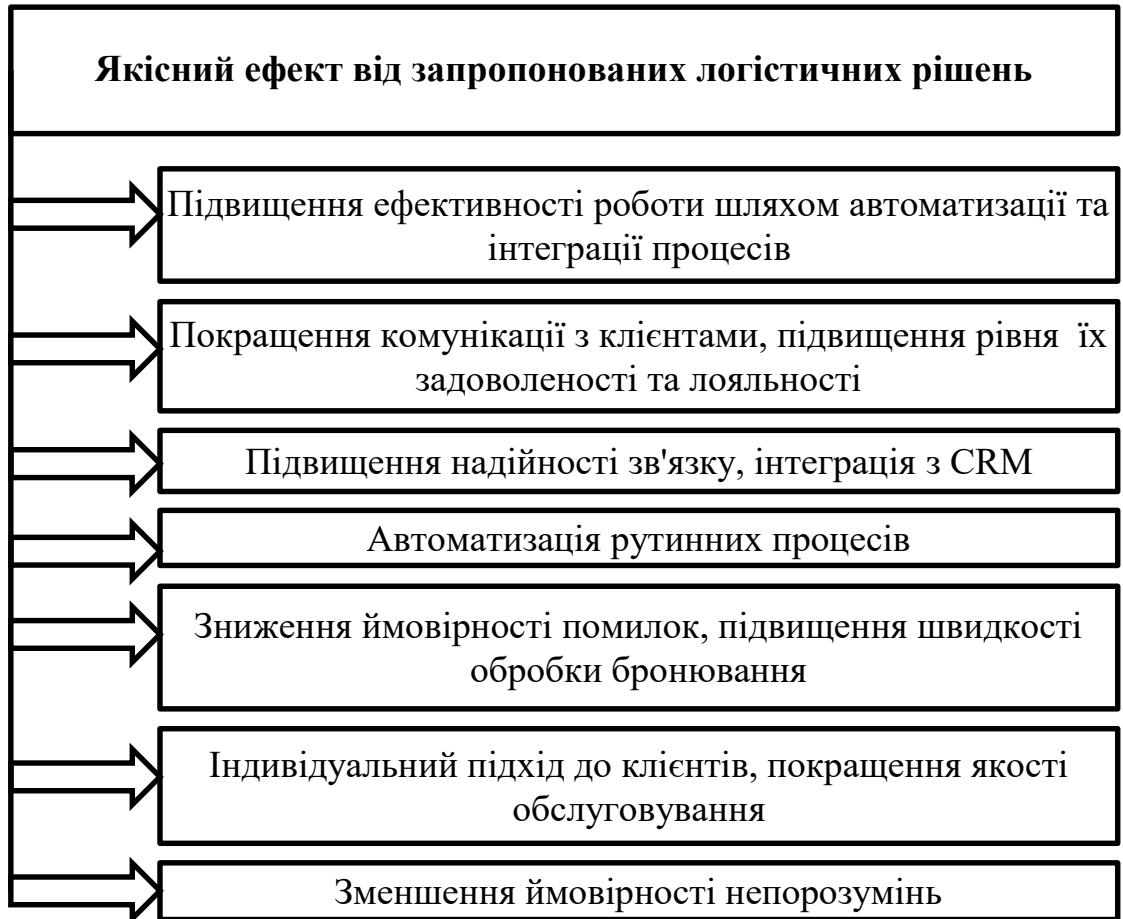 Якісний ефект від запропонованих логістичних рішень
Підвищення ефективності роботи шляхом автоматизації та
інтеграції процесів
Покращення комунікації з клієнтами, підвищення рівня  їх
задоволеності та лояльності
Підвищення надійності зв'язку, інтеграція з CRM
Автоматизація рутинних процесів
Зниження ймовірності помилок, підвищення швидкості
обробки бронювання
Індивідуальний підхід до клієнтів, покращення якості
обслуговування
Зменшення ймовірності непорозумінь